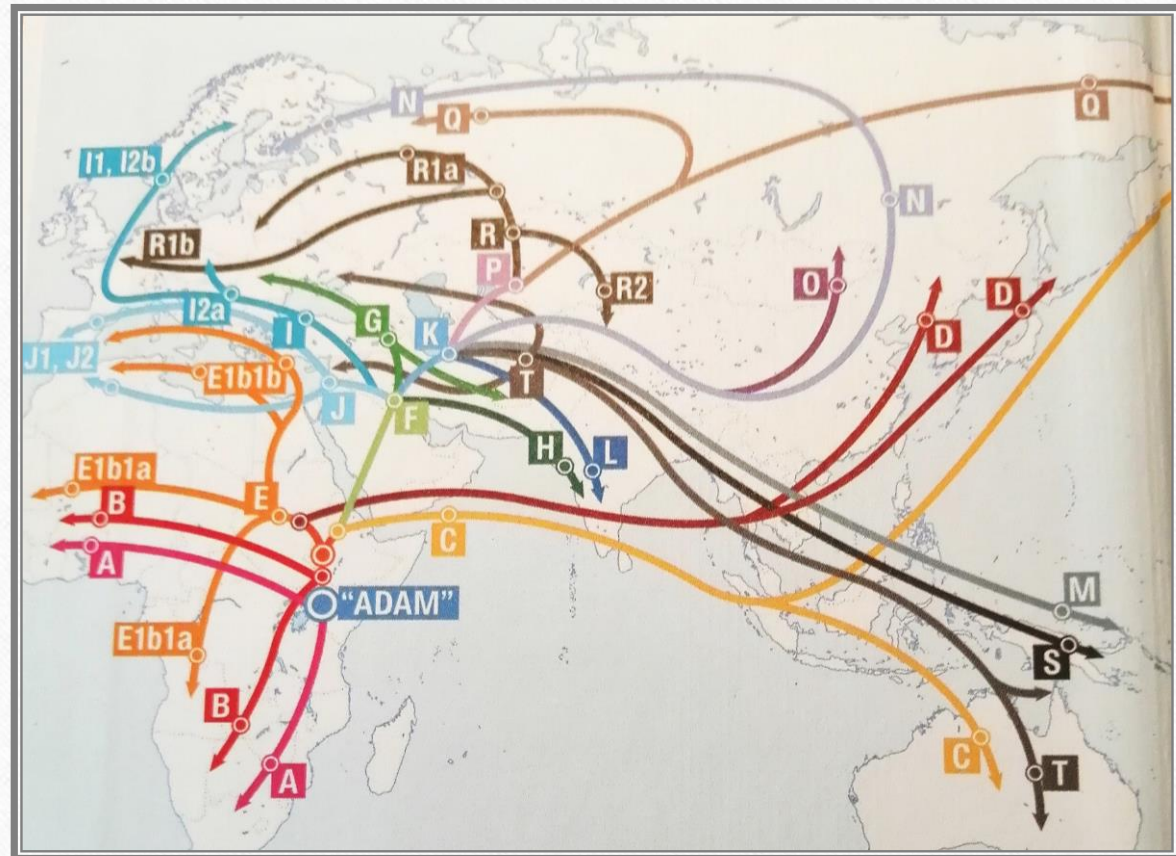 N
Q
Q
I1, I2b
R1a
N
R1b
R
P
R2
O
D
I2a
I
G
K
D
J1, J2
E1b1b
T
J
F
H
L
E1b1a
E
B
C
A
"ADAM"
M
E1b1a
S
B
C
T
A